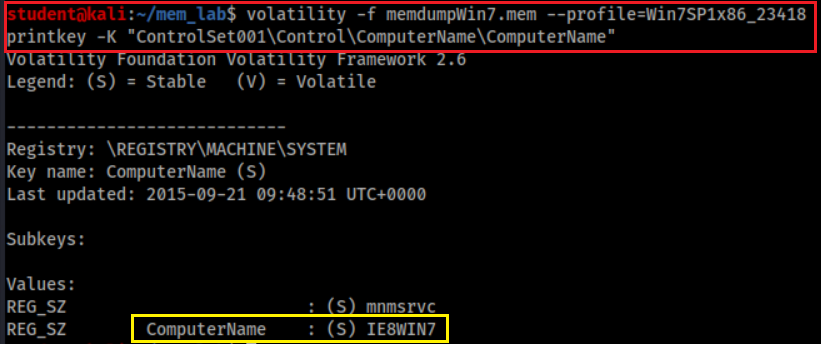 student@kali:~/mem_lab$ volatility -f memdumpWin7.mem --profile=Win7SP1x86_23418
printkey -K "ControlSet001\Control\ComputerName\ComputerName"
Volatility Foundation Volatility Framework 2.6
Legend: (S) = Stable   (V) = Volatile
----------------------------
Registry: \REGISTRY\MACHINE\SYSTEM
Key name: ComputerName (S)
Last updated: 2015-09-21 09:48:51 UTC+0000
Subkeys:
Values:
REG_SZ                        : (S) mnmsrvc
REG_SZ        ComputerName    : (S) IE8WIN7